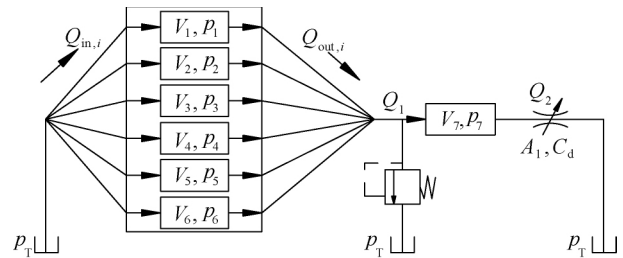 Q_in,i
V_1, p_1
Q_out,i
V_2, p_2
V_3, p_3
Q_1
Q_2
V_4, p_4
V_7, p_7
A_1, C_d
V_5, p_5
V_6, p_6
p_T
p_T
p_T